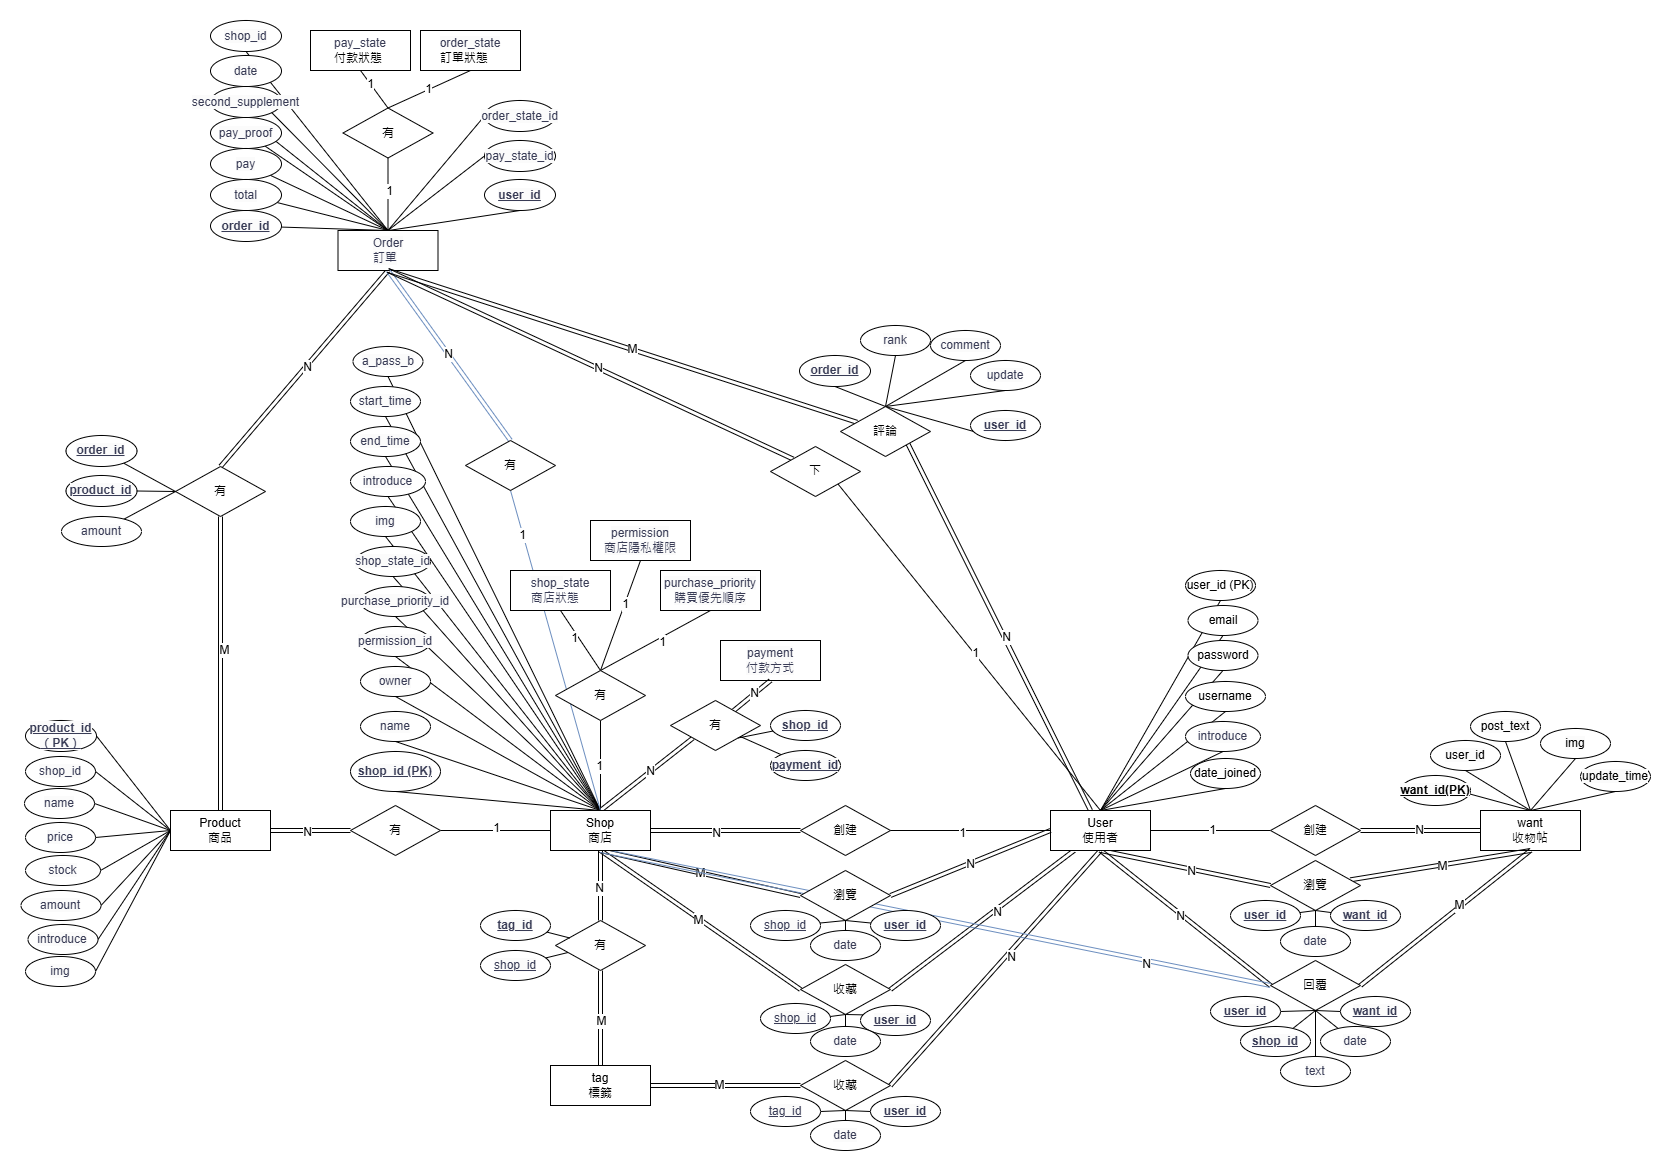 shop_id
date
second_supplement
pay_proof
pay
total
order_id
pay_state
付款狀態
order_state
訂單狀態
1
1
有
1
order_state_id
pay_state_id
user_id
Order
訂單
N
N
M
N
a_pass_b
start_time
end_time
introduce
img
shop_state_id
purchase_priority_id
permission_id
owner
name
shop_id (PK)
order_id
rank
comment
update
user_id
評論
下
有
1
order_id
product_id
amount
有
M
permission
商店隱私權限
shop_state
商店狀態
purchase_priority
購買優先順序
1
1
1
有
1
payment
付款方式
N
有
shop_id
payment_id
N
1
N
user_id (PK)
email
password
username
introduce
date_joined
post_text
user_id
img
want_id(PK)
update_time
product_id
( PK )
shop_id
name
price
stock
amount
introduce
img
Product
商品
N
有
1
Shop
商店
N
創建
1
User
使用者
1
創建
N
want
收物帖
M
瀏覽
N
shop_id
user_id
date
N
瀏覽
M
user_id
want_id
date
N
有
tag_id
shop_id
M
M
收藏
N
shop_id
user_id
date
N
N
M
回覆
user_id
want_id
shop_id
date
text
tag
標籤
M
收藏
N
tag_id
user_id
date